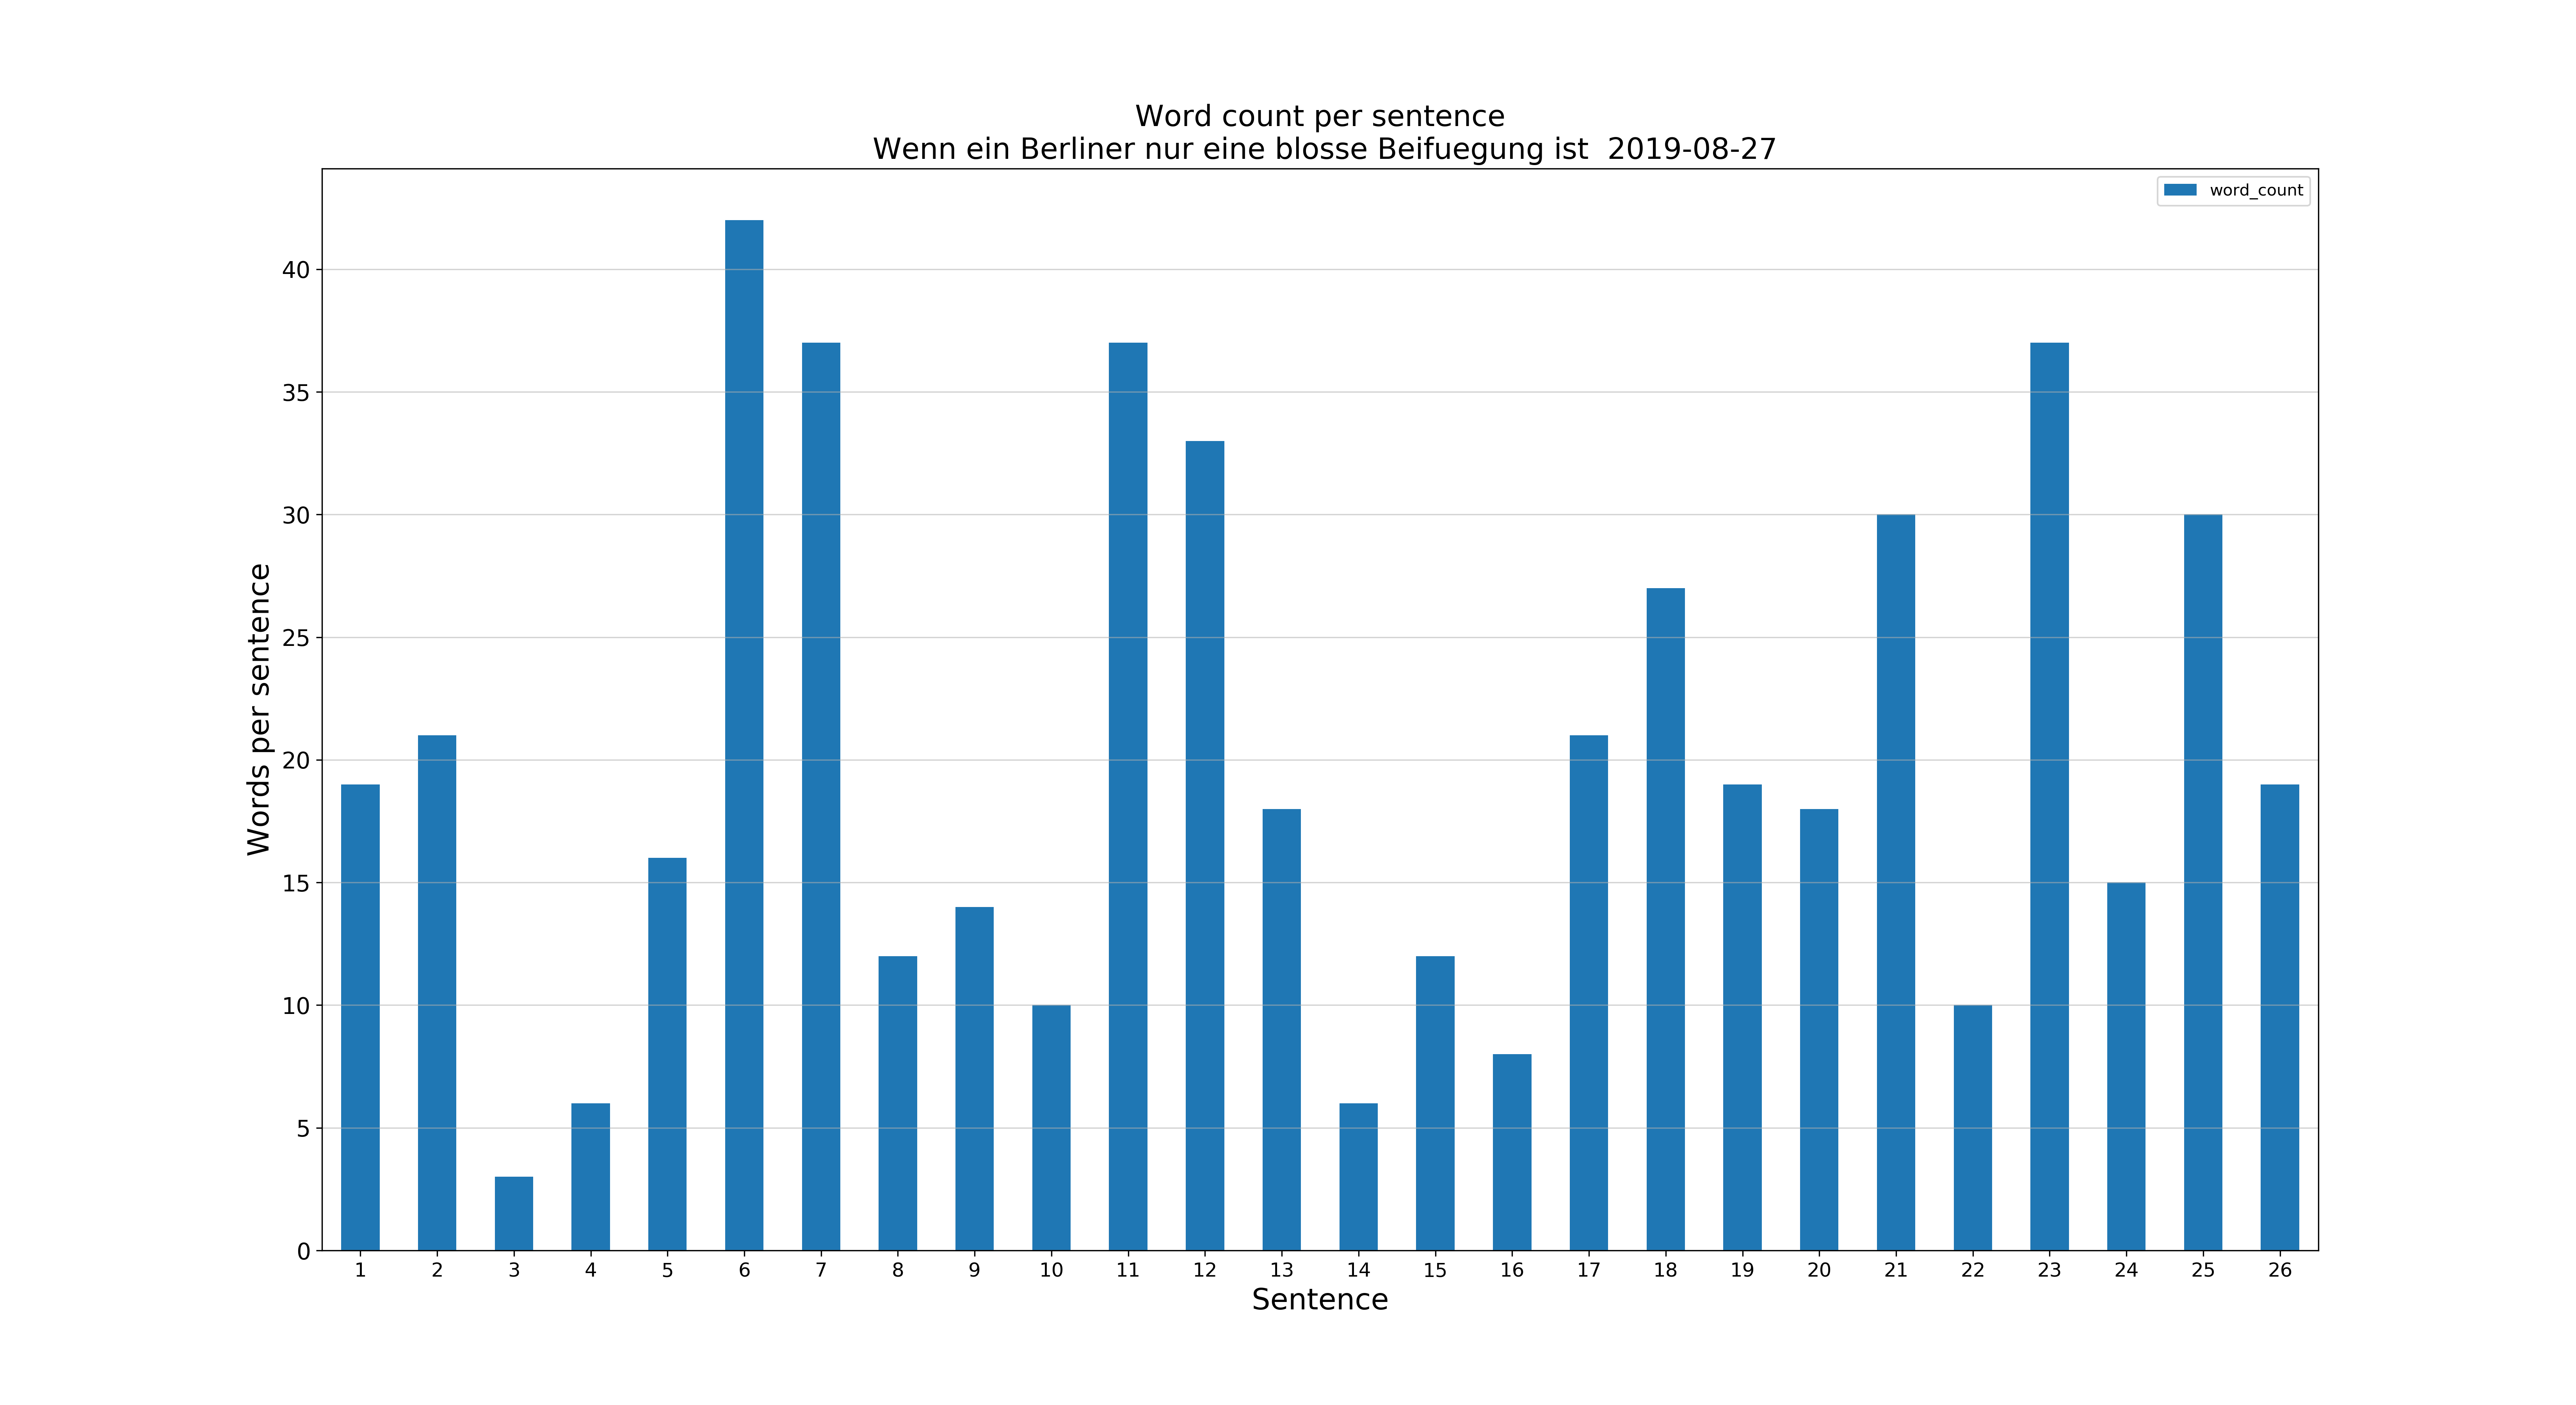 Word count per sentence
Wenn ein Berliner nur eine blosse Beifuegung ist  2019-08-27
word_count
40
35
30
25
20
15
10
5
0
Words per sentence
1 2 3 4 5 6 7 8 9 10 11 12 13 14 15 16 17 18 19 20 21 22 23 24 25 26
Sentence